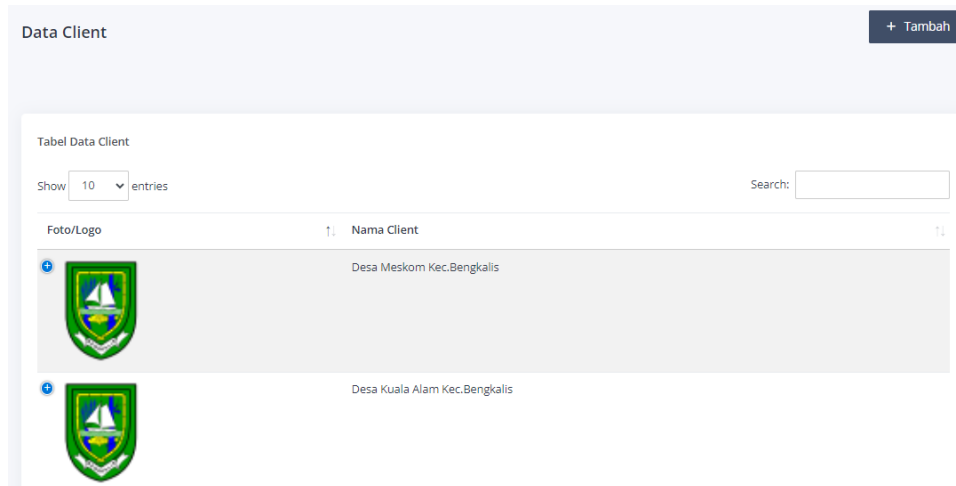 Data Client
+ Tambah
Tabel Data Client
Show 10 entries
Search:
Foto/Logo
Nama Client
Desa Meskom Kec.Bengkalis
Desa Kuala Alam Kec.Bengkalis